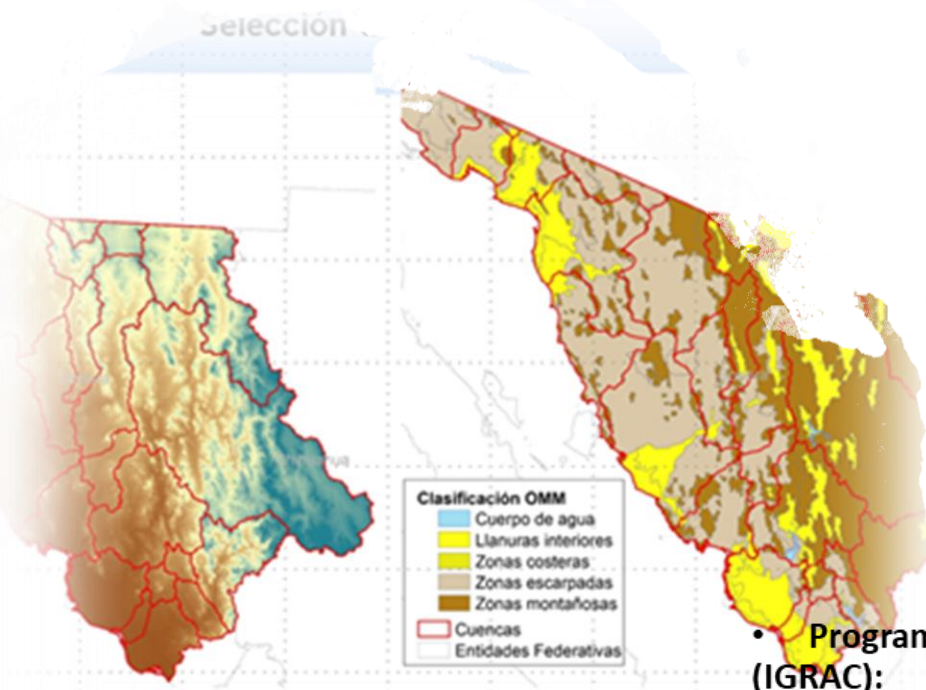 Selección
Clasificación OMM
Cuerpo de agua
Llanuras interiores
Zonas costeras
Zonas escarpadas
Zonas montañosas
Cuencas
Entidades Federativas
• Program
(IGRAC):